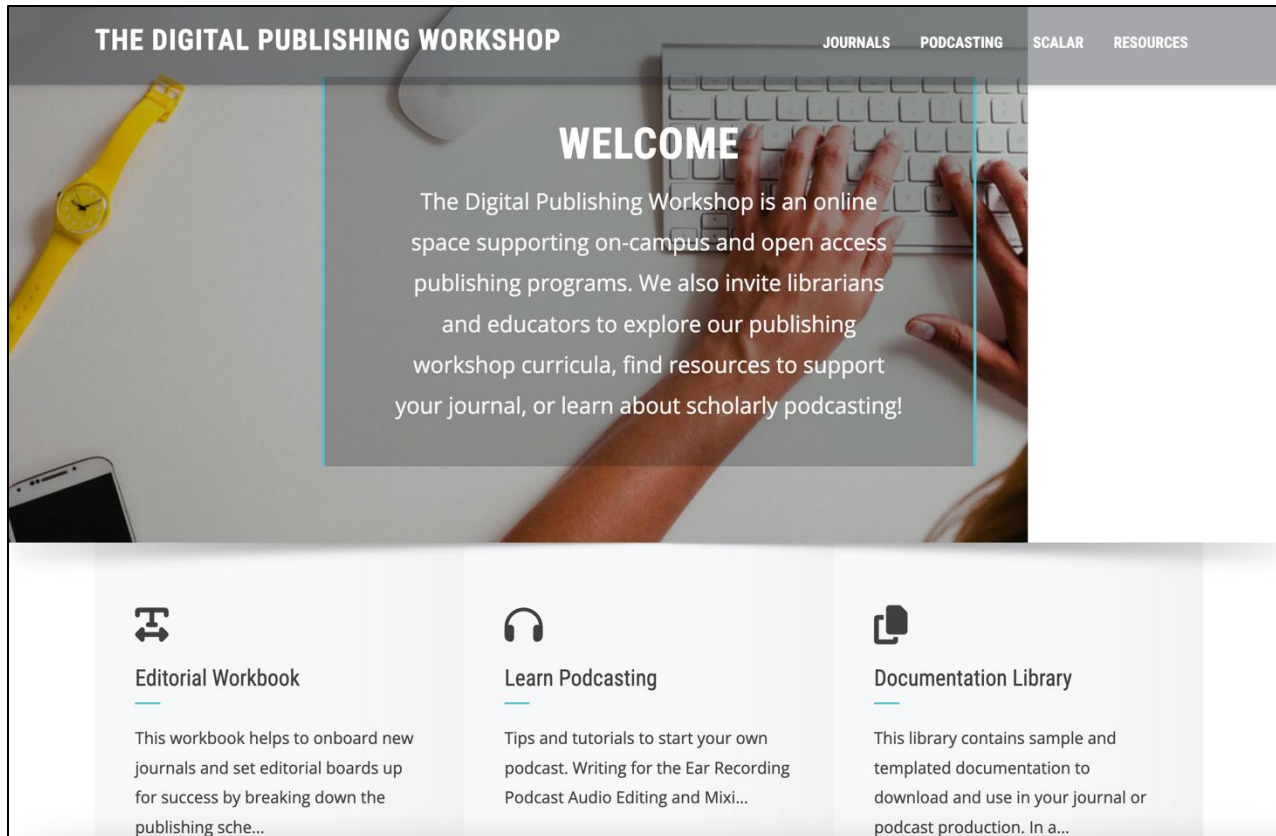 THE DIGITAL PUBLISHING WORKSHOP
JOURNALS PODCASTING SCALAR RESOURCES
WELCOME
The Digital Publishing Workshop is an online
space supporting on-campus and open access
publishing programs. We also invite librarians
and educators to explore our publishing
workshop curricula, find resources to support
your journal, or learn about scholarly podcasting!
Editorial Workbook
This workbook helps to onboard new
journals and set editorial boards up
for success by breaking down the
publishing sche...
Learn Podcasting
Tips and tutorials to start your own
podcast. Writing for the Ear Recording
Podcast Audio Editing and Mixi...
Documentation Library
This library contains sample and
templated documentation to
download and use in your journal or
podcast production. In a...